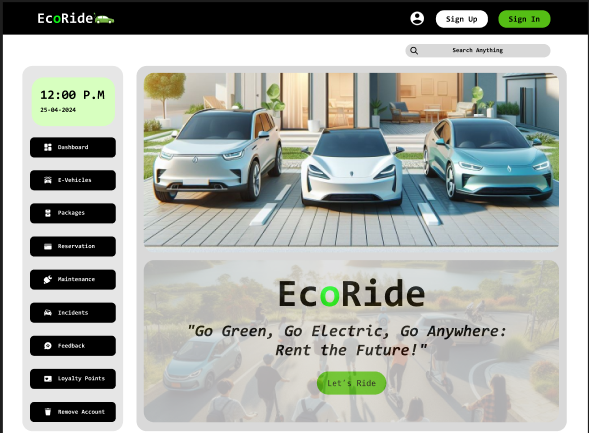 EcoRide
Sign Up
Sign In
Search Anything
12:00 P.M
25-04-2024
Dashboard
E-Vehicles
Packages
Reservation
Maintenance
Incidents
Feedback
Loyalty Points
Remove Account
EcoRide
"Go Green, Go Electric, Go Anywhere:
Rent the Future!"
Let's Ride